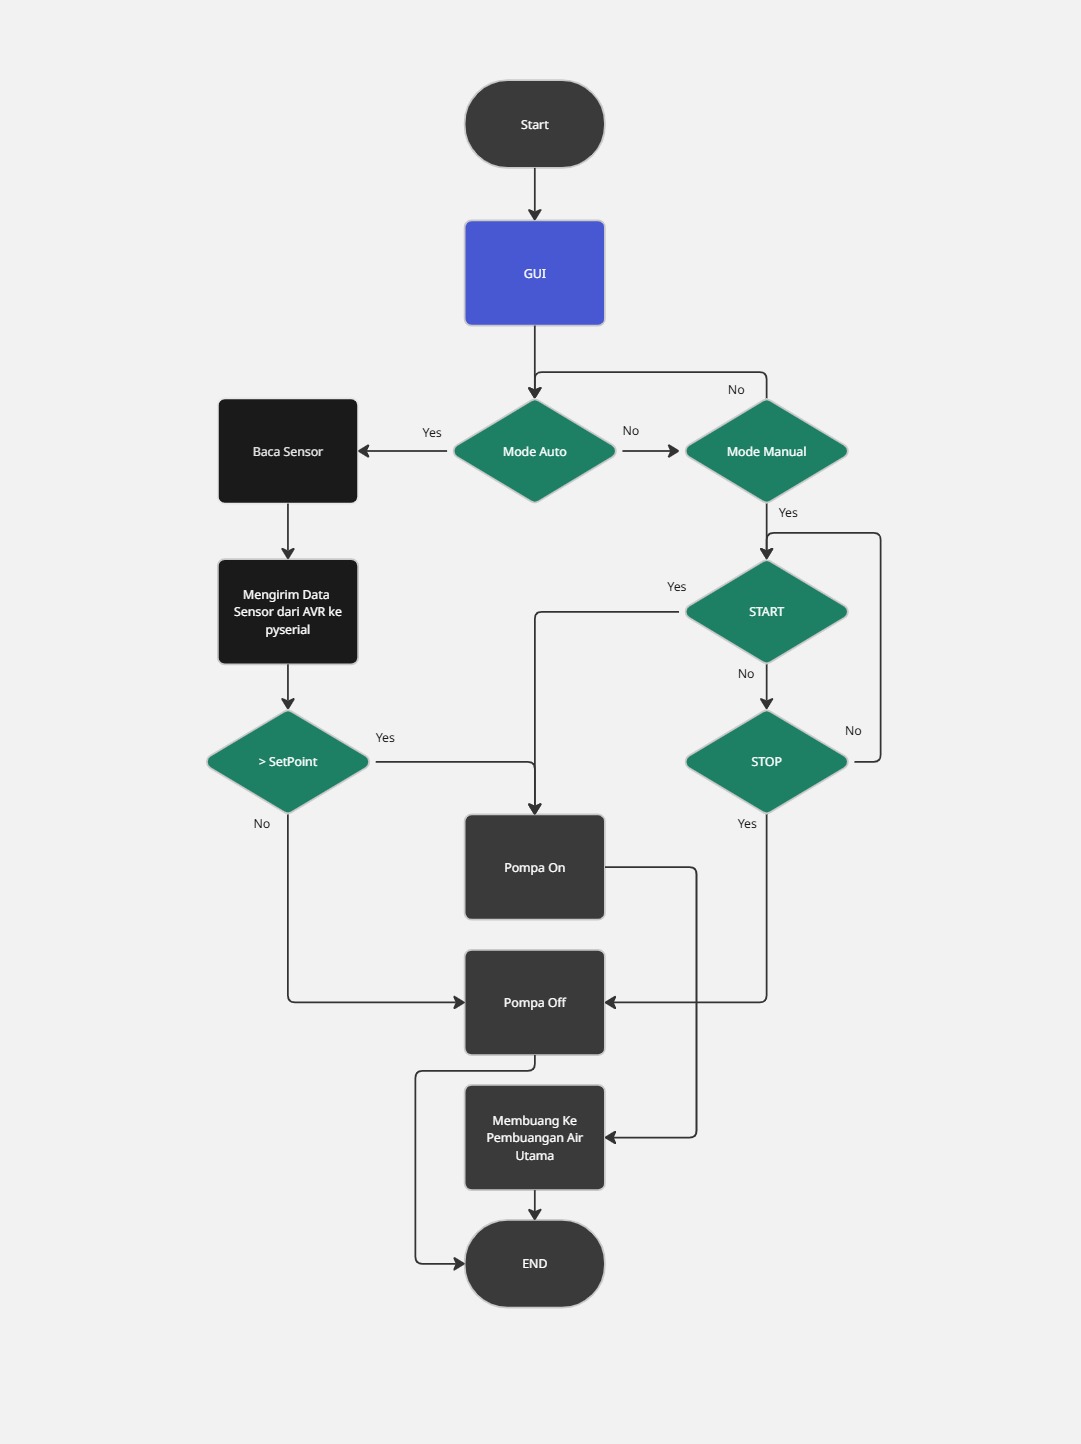 Start
GUI
No
Yes
No
Baca Sensor
Mode Auto
Mode Manual
Yes
Yes
Mengirim Data
Sensor dari AVR ke
pyserial
START
No
No
Yes
> SetPoint
STOP
No
Yes
Pompa On
Pompa Off
Membuang Ke
Pembuangan Air
Utama
END